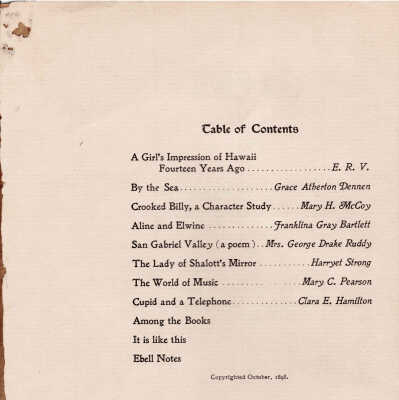 Table of Contents
A Girl's Impression of Hawaii
Fourteen Years Ago .................. E. R. V.
By the Sea .................... Grace Atherton Dennen
Crooked Billy, a Character Study ...... Mary H. McCoy
Aline and Elwine ............. Franklina Gray Bartlett
San Gabriel Valley (a poem) .. Mrs. George Drake Ruddy
The Lady of Shalott's Mirror ........... Harryet Strong
The World of Music ..... .......... Mary C. Pearson
Cupid and a Telephone .............. Clara E. Hamilton
Among the Books
It is like this
Ebell Notes
Copyrighted October, 1898.